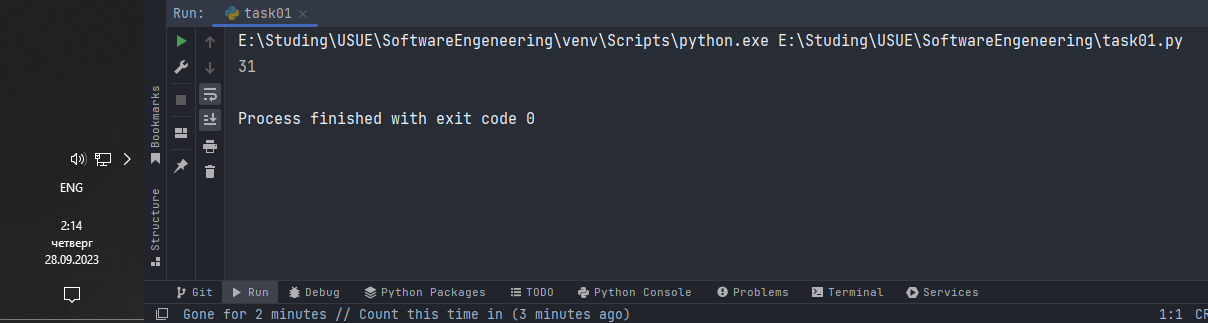 Run: task01
E:\Studing\USUE\SoftwareEngeneering\venv\Scripts\python.exe E:\Studing\USUE\SoftwareEngeneering\task01.py
31
Process finished with exit code 0
Bookmarks
Structure
ENG
2:14
четверг
28.09.2023
Git Run Debug Python Packages TODO Python Console Problems Terminal Services
Gone for 2 minutes // Count this time in (3 minutes ago) 1:1 CR